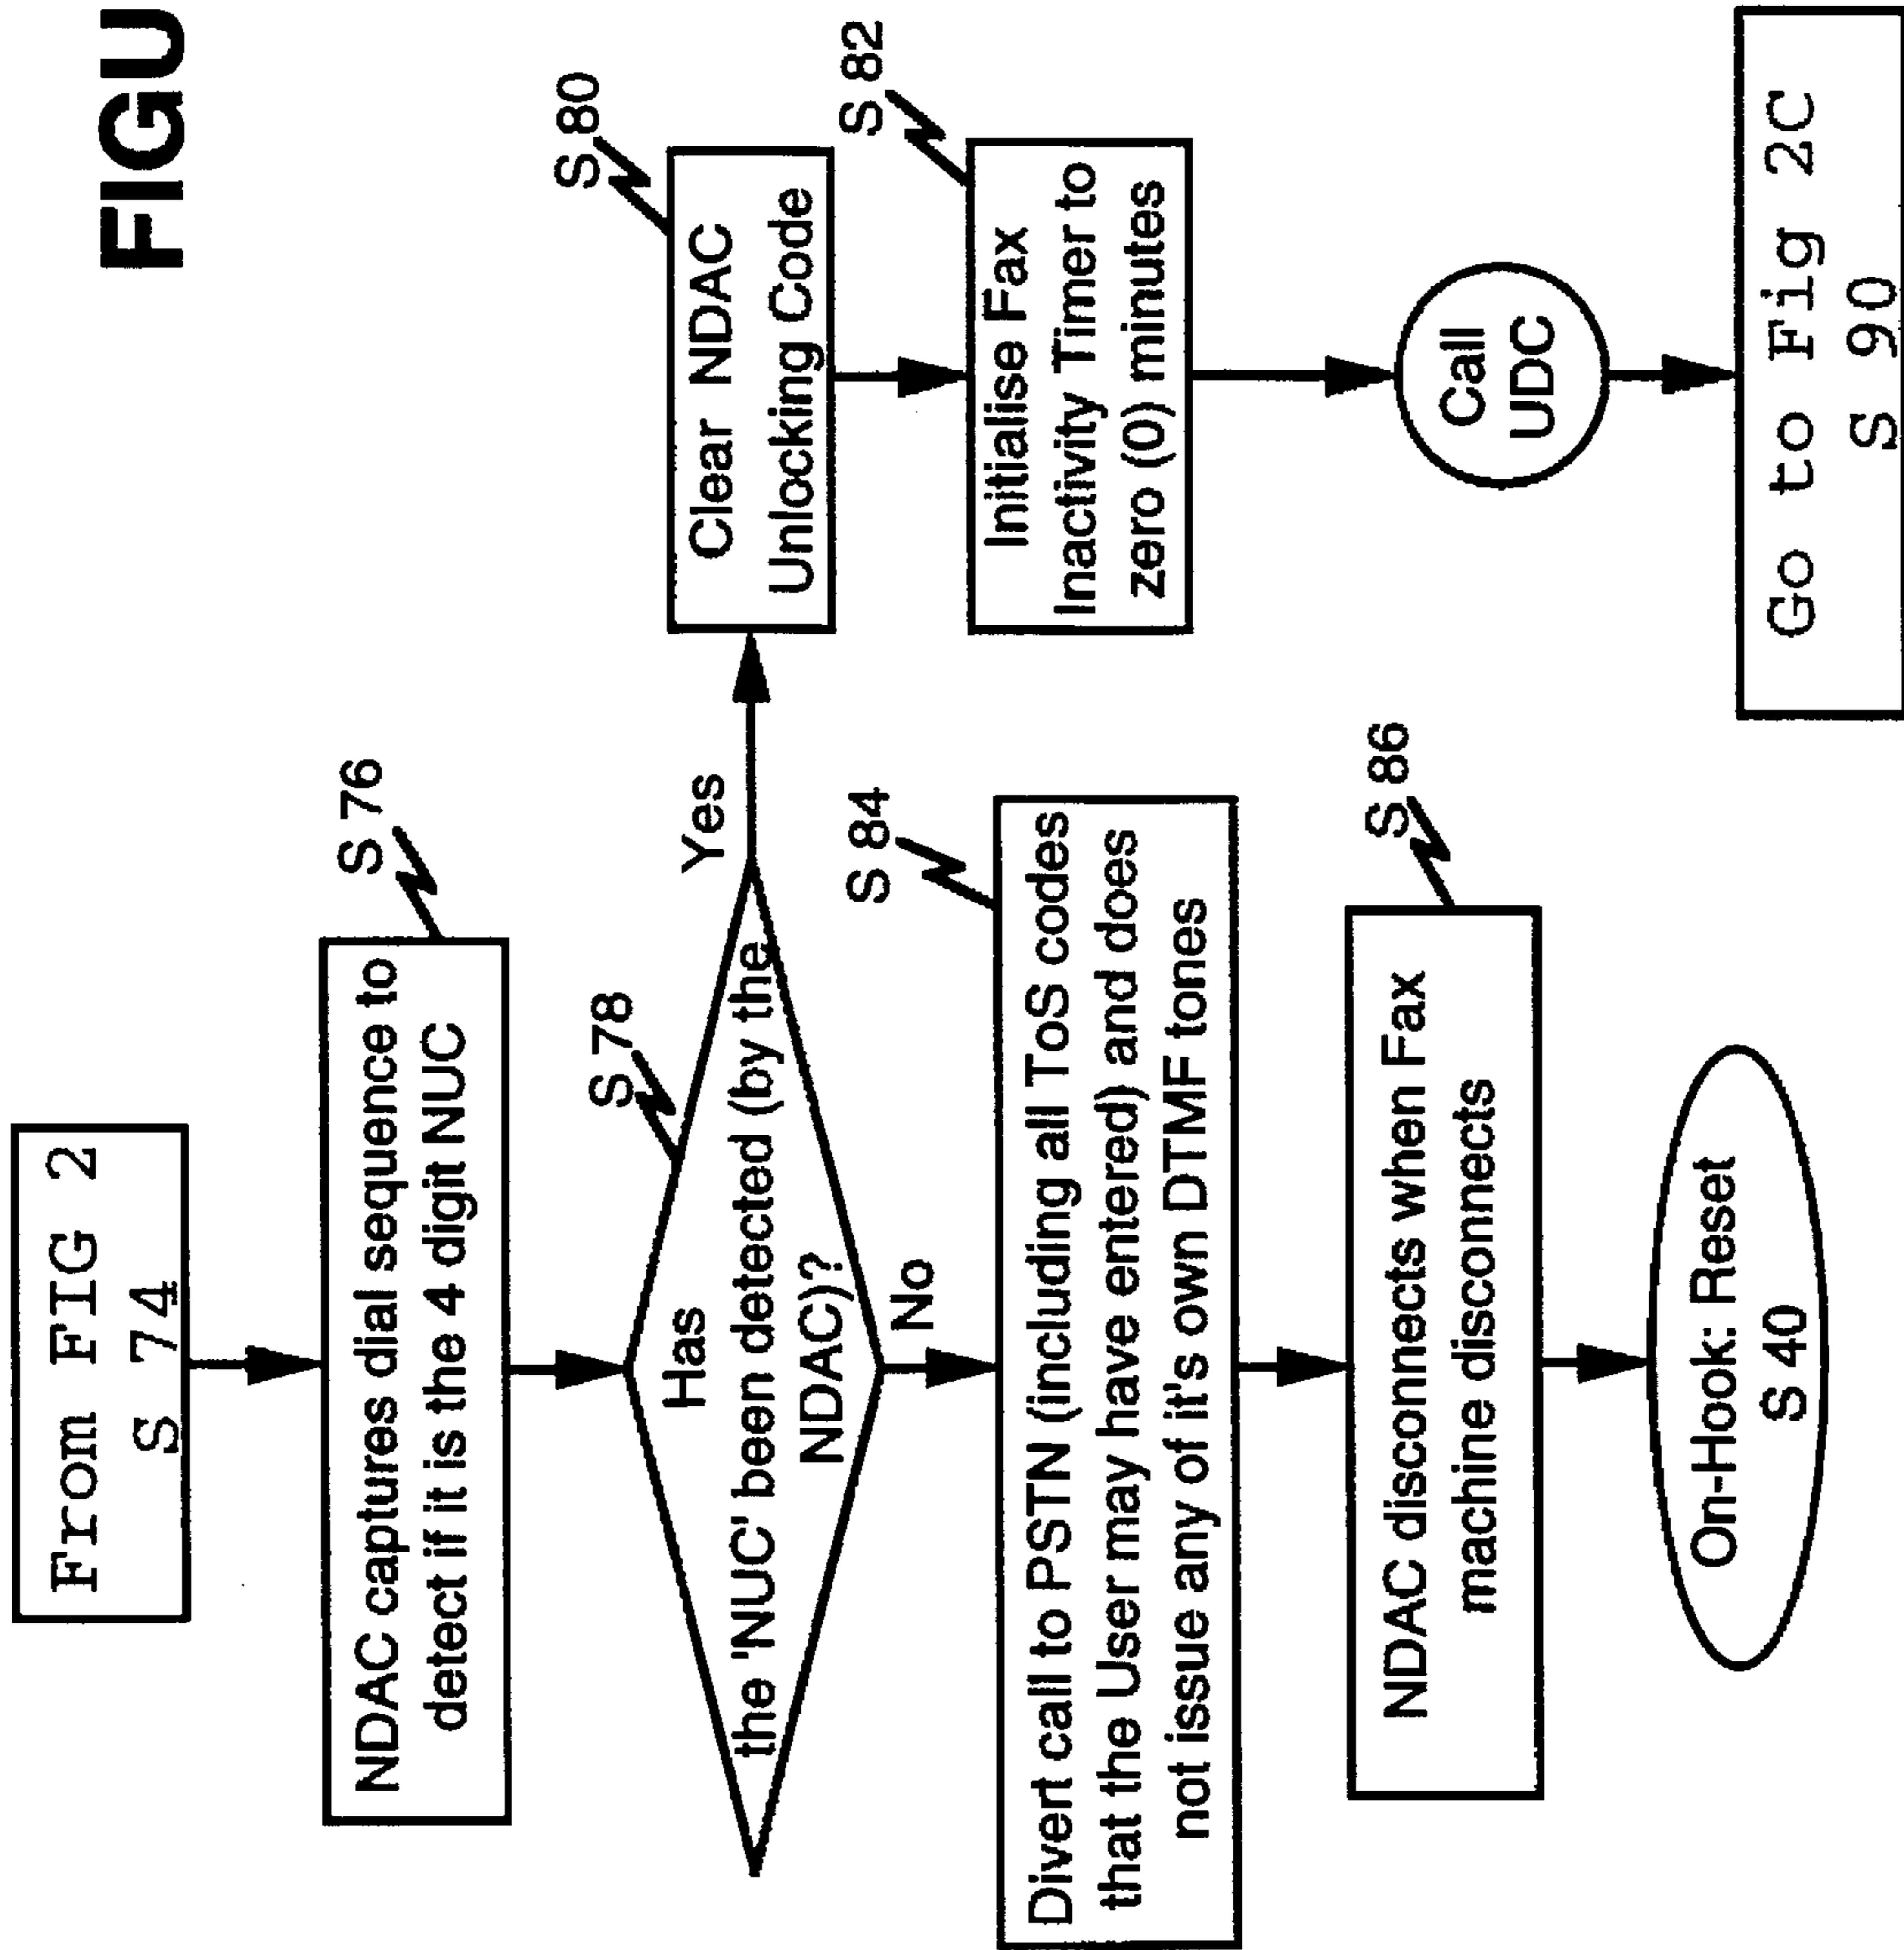 FIGU
From FIG 2
S 74
S 76
NDAC captures dial sequence to
detect if it is the 4 digit NUC
S 78
Has
the 'NUC' been detected (by the
NDAC)?
Yes
No
S 80
Clear NDAC
Unlocking Code
S 82
Initialise Fax
Inactivity Timer to
zero (0) minutes
Call
UDC
Go to Fig 2C
S 90
S 84
Divert call to PSTN (including all ToS codes
that the User may have entered) and does
not issue any of it's own DTMF tones
S 86
NDAC disconnects when Fax
machine disconnects
On-Hook: Reset
S 40